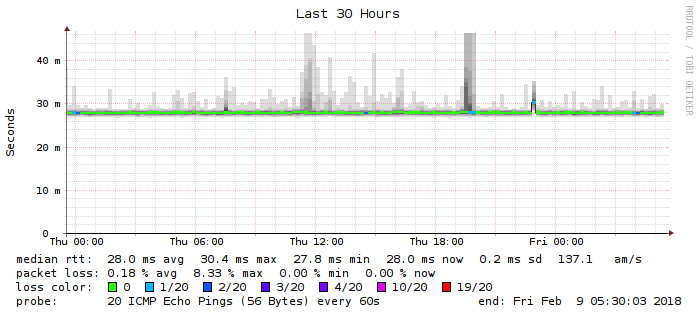 Last 30 Hours
RRDTOOL / TOBI OETIKER
Seconds
40 m
30 m
20 m
10 m
0
Thu 00:00 Thu 06:00 Thu 12:00 Thu 18:00 Fri 00:00
median rtt: 28.0 ms avg 30.4 ms max 27.8 ms min 28.0 ms now 0.2 ms sd 137.1 am/s
packet loss: 0.18 % avg 8.33 % max 0.00 % min 0.00 % now
loss color: 0 1/20 2/20 3/20 4/20 10/20 19/20
probe: 20 ICMP Echo Pings (56 Bytes) every 60s end: Fri Feb 9 05:30:03 2018